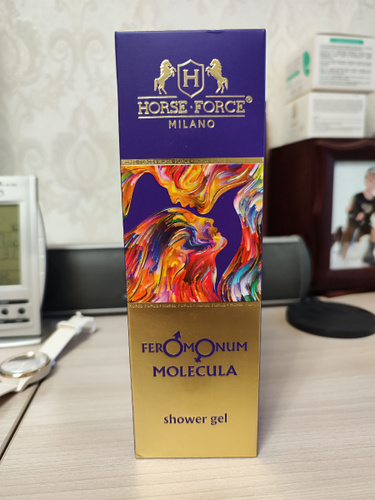 H
HORSE·FORCE®
MILANO
FEROMONUM
MOLECULA
shower gel